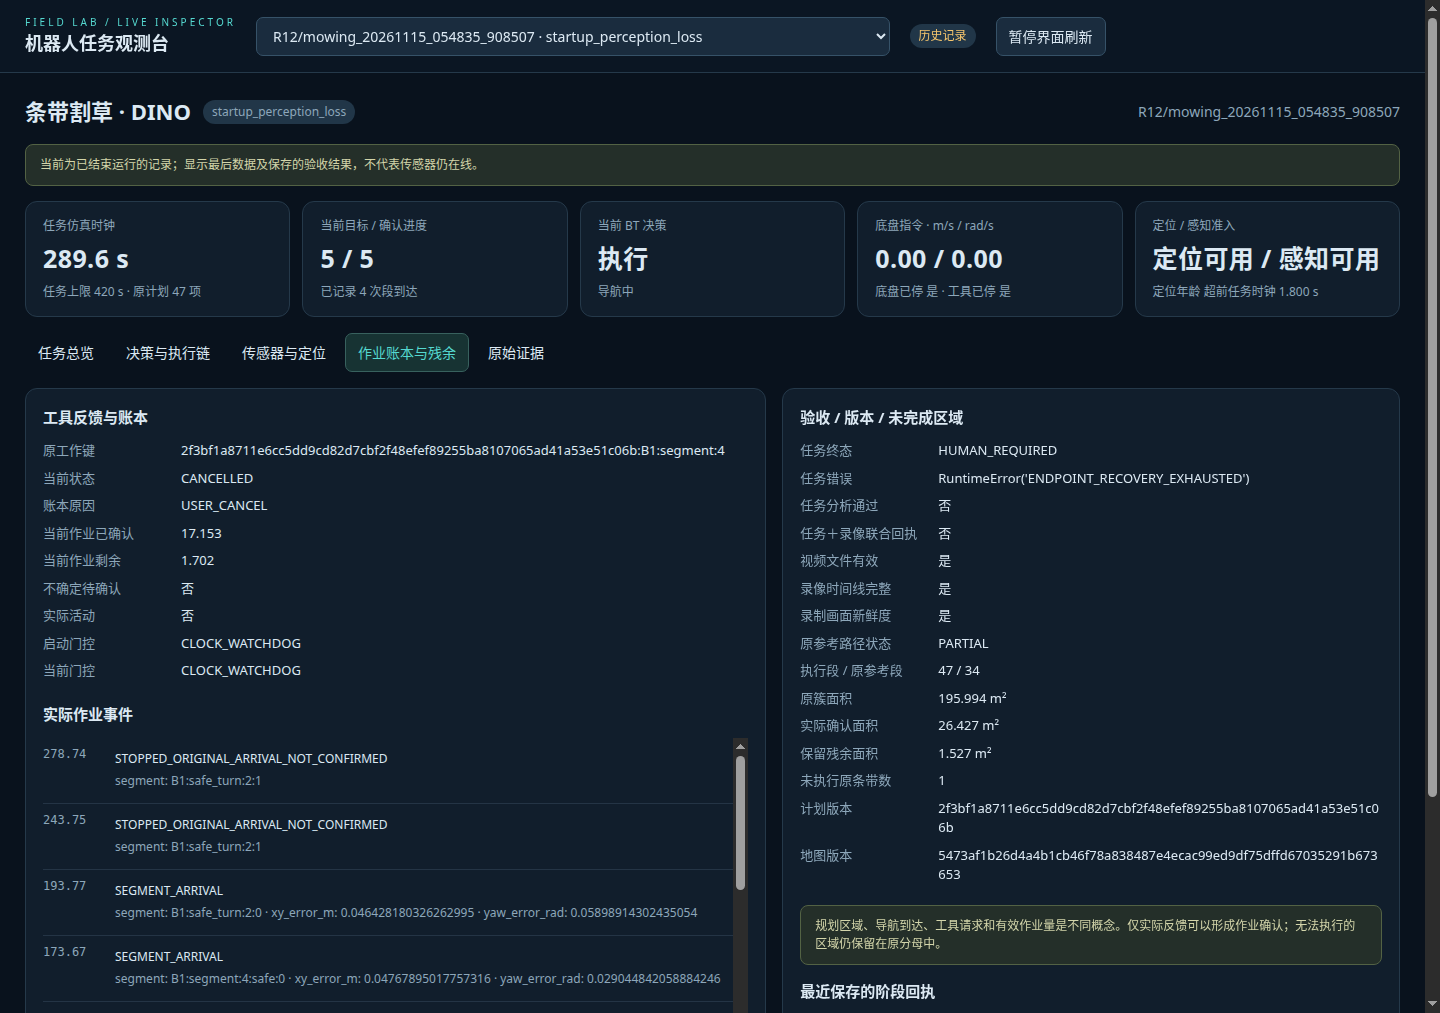 FIELD LAB / LIVE INSPECTOR
机器人任务观测台
R12/mowing_20261115_054835_908507 · startup_perception_loss
历史记录
暂停界面刷新
条带割草 · DINO
startup_perception_loss
R12/mowing_20261115_054835_908507
当前为已结束运行的记录；显示最后数据及保存的验收结果，不代表传感器仍在线。
任务仿真时钟
289.6 s
任务上限 420 s · 原计划 47 项
当前目标 / 确认进度
5 / 5
已记录 4 次段到达
当前 BT 决策
执行
导航中
底盘指令 · m/s / rad/s
0.00 / 0.00
底盘已停 是 · 工具已停 是
定位 / 感知准入
定位可用 / 感知可用
定位年龄 超前任务时钟 1.800 s
任务总览
决策与执行链
传感器与定位
作业账本与残余
原始证据
工具反馈与账本
原工作键 2f3bf1a8711e6cc5dd9cd82d7cbf2f48efef89255ba8107065ad41a53e51c06b:B1:segment:4
当前状态 CANCELLED
账本原因 USER_CANCEL
当前作业已确认 17.153
当前作业剩余 1.702
不确定待确认 否
实际活动 否
启动门控 CLOCK_WATCHDOG
当前门控 CLOCK_WATCHDOG
实际作业事件
278.74 STOPPED_ORIGINAL_ARRIVAL_NOT_CONFIRMED
segment: B1:safe_turn:2:1
243.75 STOPPED_ORIGINAL_ARRIVAL_NOT_CONFIRMED
segment: B1:safe_turn:2:1
193.77 SEGMENT_ARRIVAL
segment: B1:safe_turn:2:0 · xy_error_m: 0.046428180326262995 · yaw_error_rad: 0.05898914302435054
173.67 SEGMENT_ARRIVAL
segment: B1:segment:4:safe:0 · xy_error_m: 0.04767895017757316 · yaw_error_rad: 0.029044842058884246
验收 / 版本 / 未完成区域
任务终态 HUMAN_REQUIRED
任务错误 RuntimeError('ENDPOINT_RECOVERY_EXHAUSTED')
任务分析通过 否
任务＋录像联合回执 否
视频文件有效 是
录像时间线完整 是
录制画面新鲜度 是
原参考路径状态 PARTIAL
执行段 / 原参考段 47 / 34
原簇面积 195.994 m²
实际确认面积 26.427 m²
保留残余面积 1.527 m²
未执行原条带数 1
计划版本 2f3bf1a8711e6cc5dd9cd82d7cbf2f48efef89255ba8107065ad41a53e51c0
6b
地图版本 5473af1b26d4a4b1cb46f78a838487e4ecac99ed9df75dffd67035291b673
653
规划区域、导航到达、工具请求和有效作业量是不同概念。仅实际反馈可以形成作业确认；无法执行的
区域仍保留在原分母中。
最近保存的阶段回执